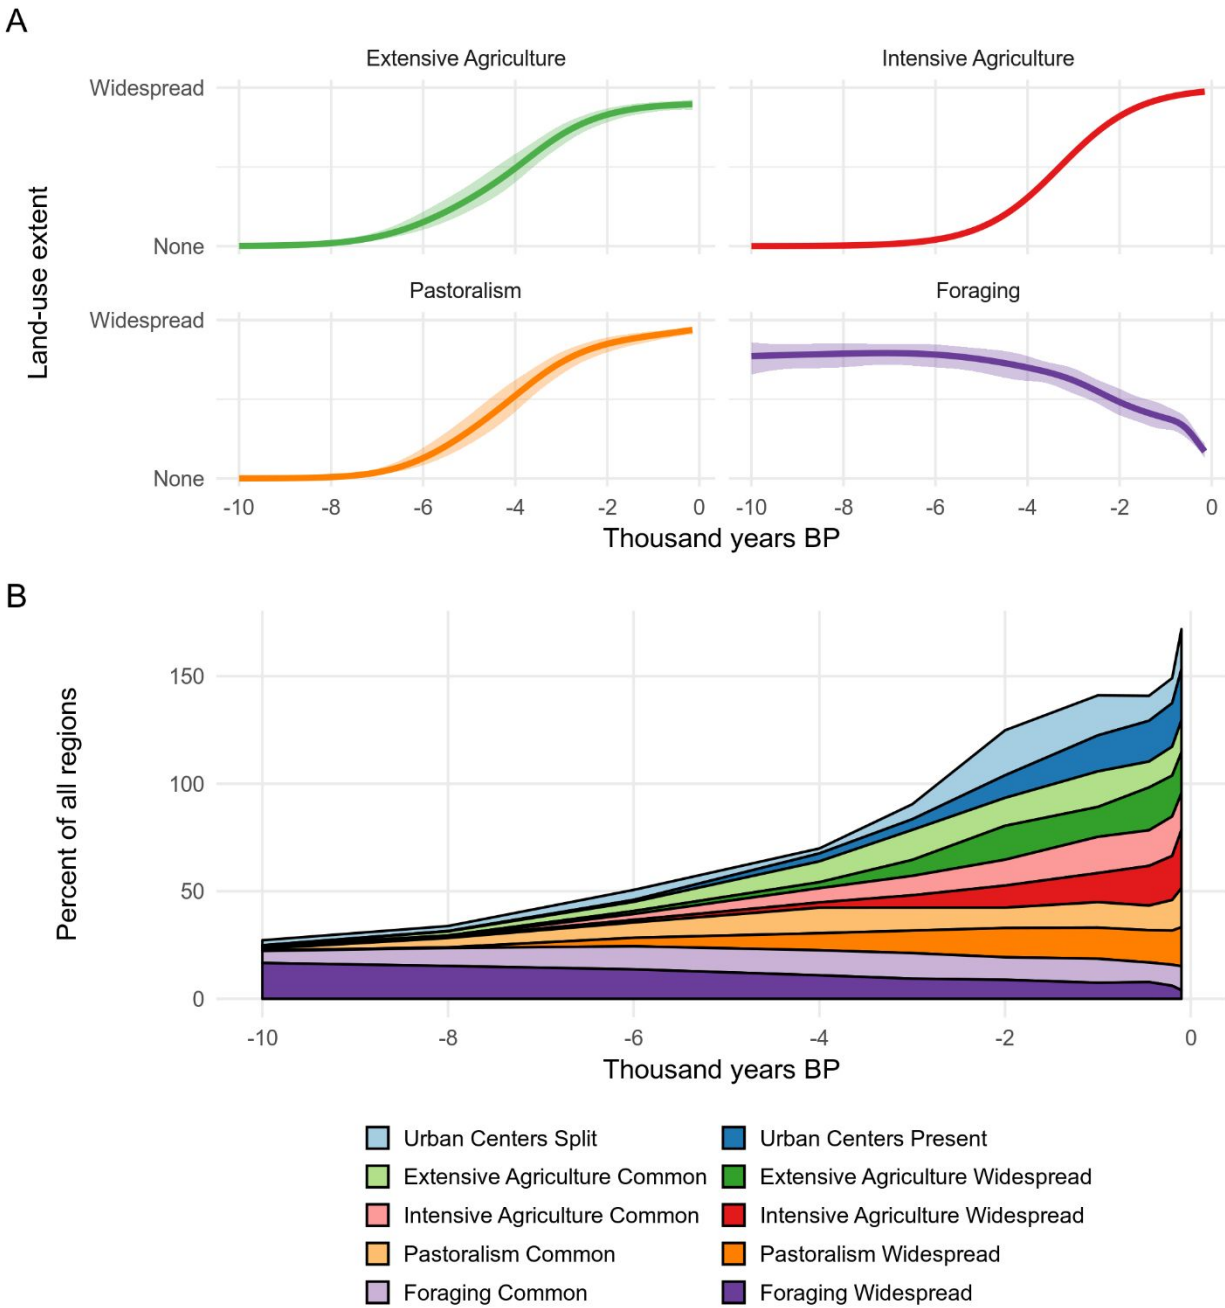 A
Extensive Agriculture
Intensive Agriculture
Widespread
None
Pastoralism
Foraging
Widespread
None
Land-use extent
-10 -8 -6 -4 -2 0
-10 -8 -6 -4 -2 0
Thousand years BP
B
150
100
50
0
Percent of all regions
-10 -8 -6 -4 -2 0
Thousand years BP
Urban Centers Split
Urban Centers Present
Extensive Agriculture Common
Extensive Agriculture Widespread
Intensive Agriculture Common
Intensive Agriculture Widespread
Pastoralism Common
Pastoralism Widespread
Foraging Common
Foraging Widespread